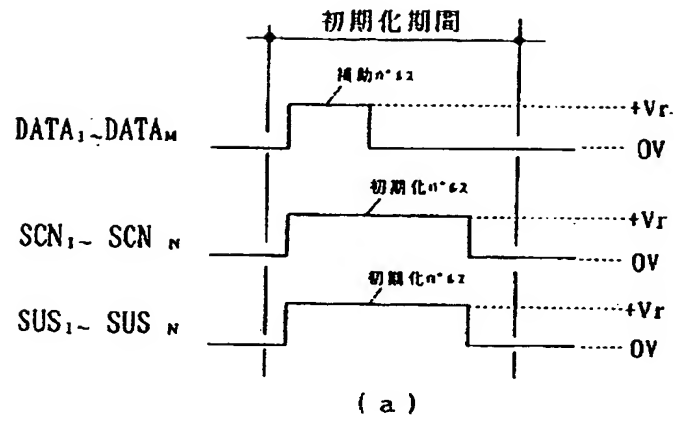 初期化期間
補助パルス
DATA₁~DATAM
+Vr
0V
初期化パルス
SCN₁~ SCN N
+Vr
0V
初期化パルス
SUS₁~ SUS N
+Vr
0V
(a)